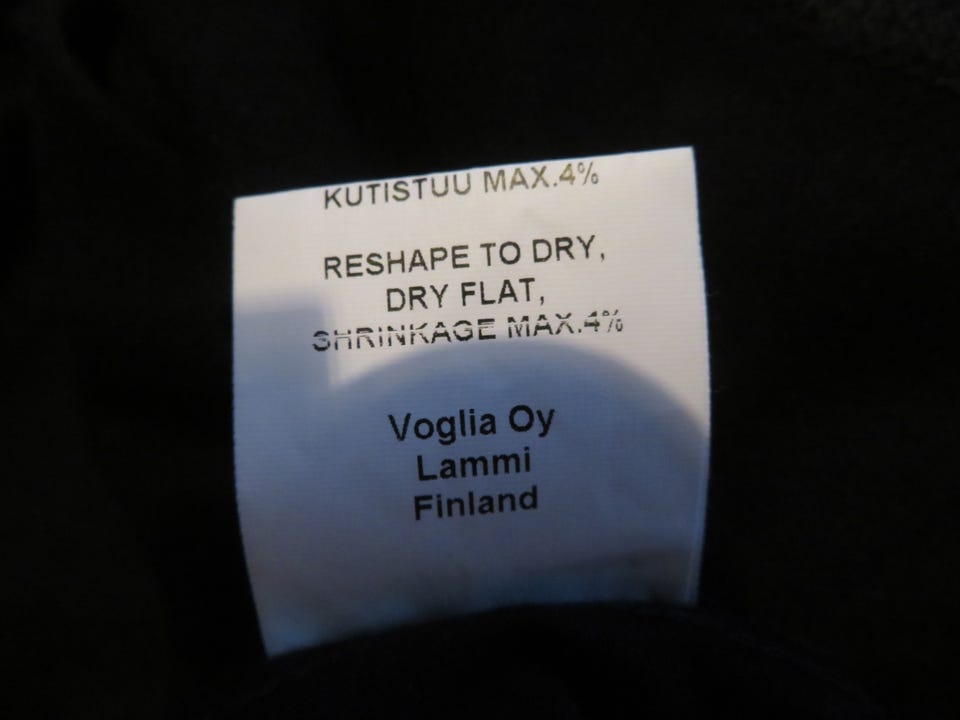 KUTISTUU MAX.4%
RESHAPE TO DRY,
DRY FLAT,
SHRINKAGE MAX.4%
Voglia Oy
Lammi
Finland